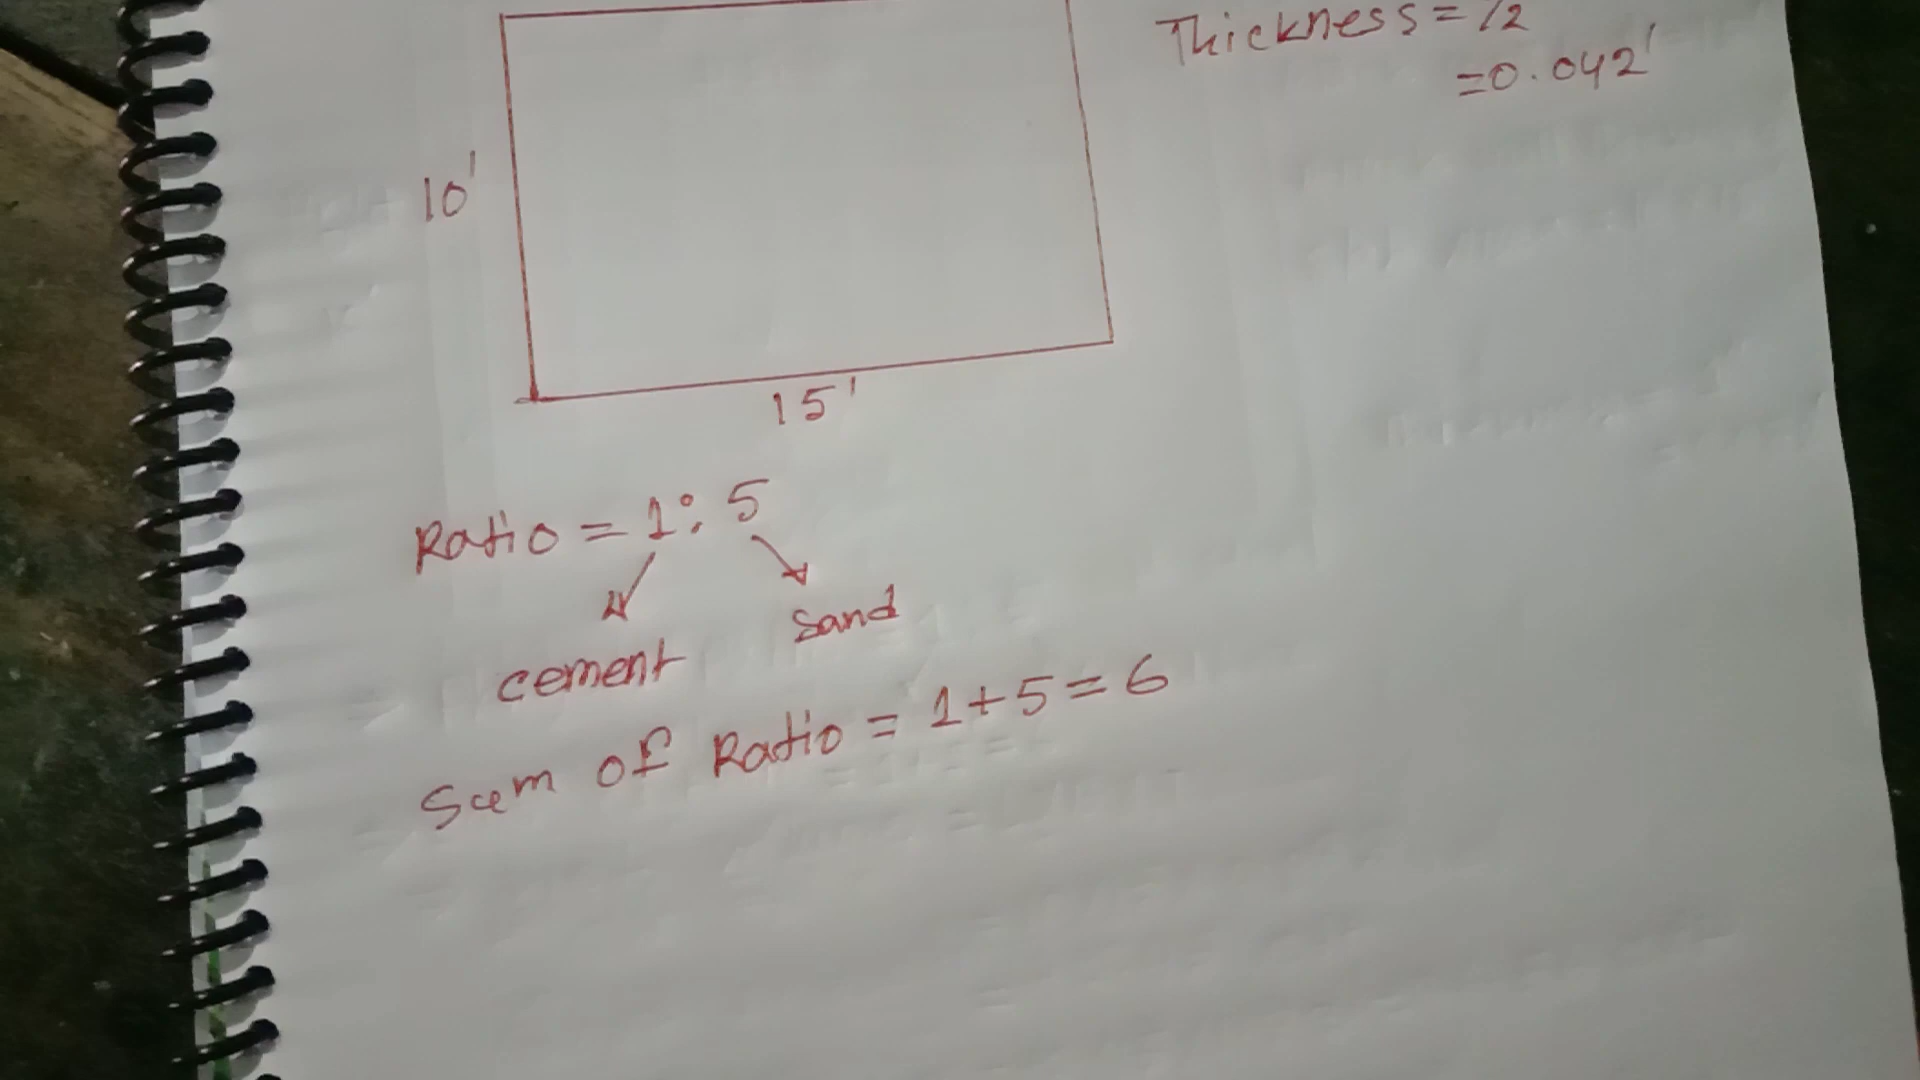 Thickness = 1/2
= 0.042'
10'
15'
Ratio = 1:5
cement
sand
Sum of Ratio = 1+5=6